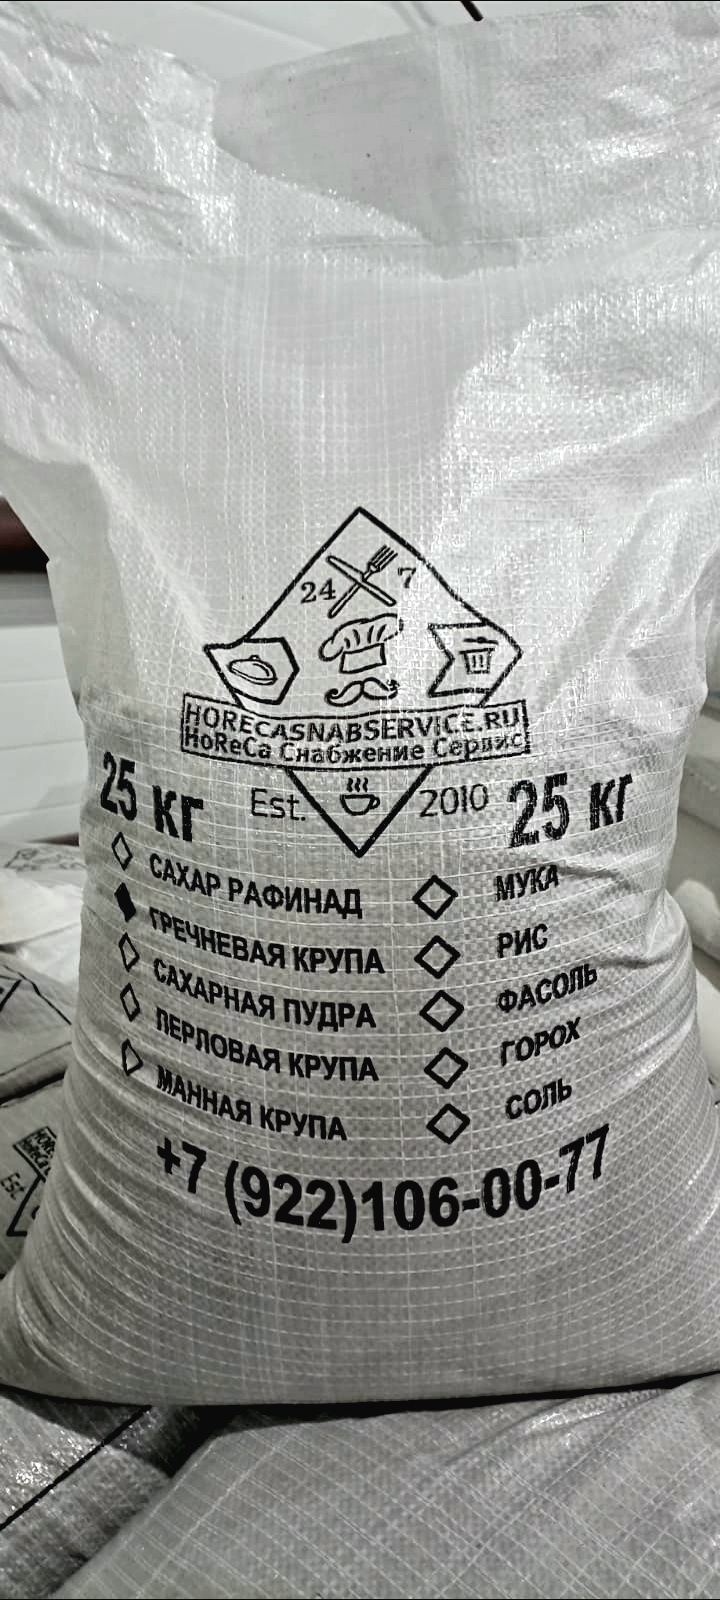 24 7
HORECASNABSERVICE.RU
HoReCa Снабжение Сервис
Est. 2010
25 кг 25 кг
САХАР РАФИНАД
ГРЕЧНЕВАЯ КРУПА
САХАРНАЯ ПУДРА
ПЕРЛОВАЯ КРУПА
МАННАЯ КРУПА
МУКА
РИС
ФАСОЛЬ
ГОРОХ
СОЛЬ
+7 (922)106-00-77
Est.